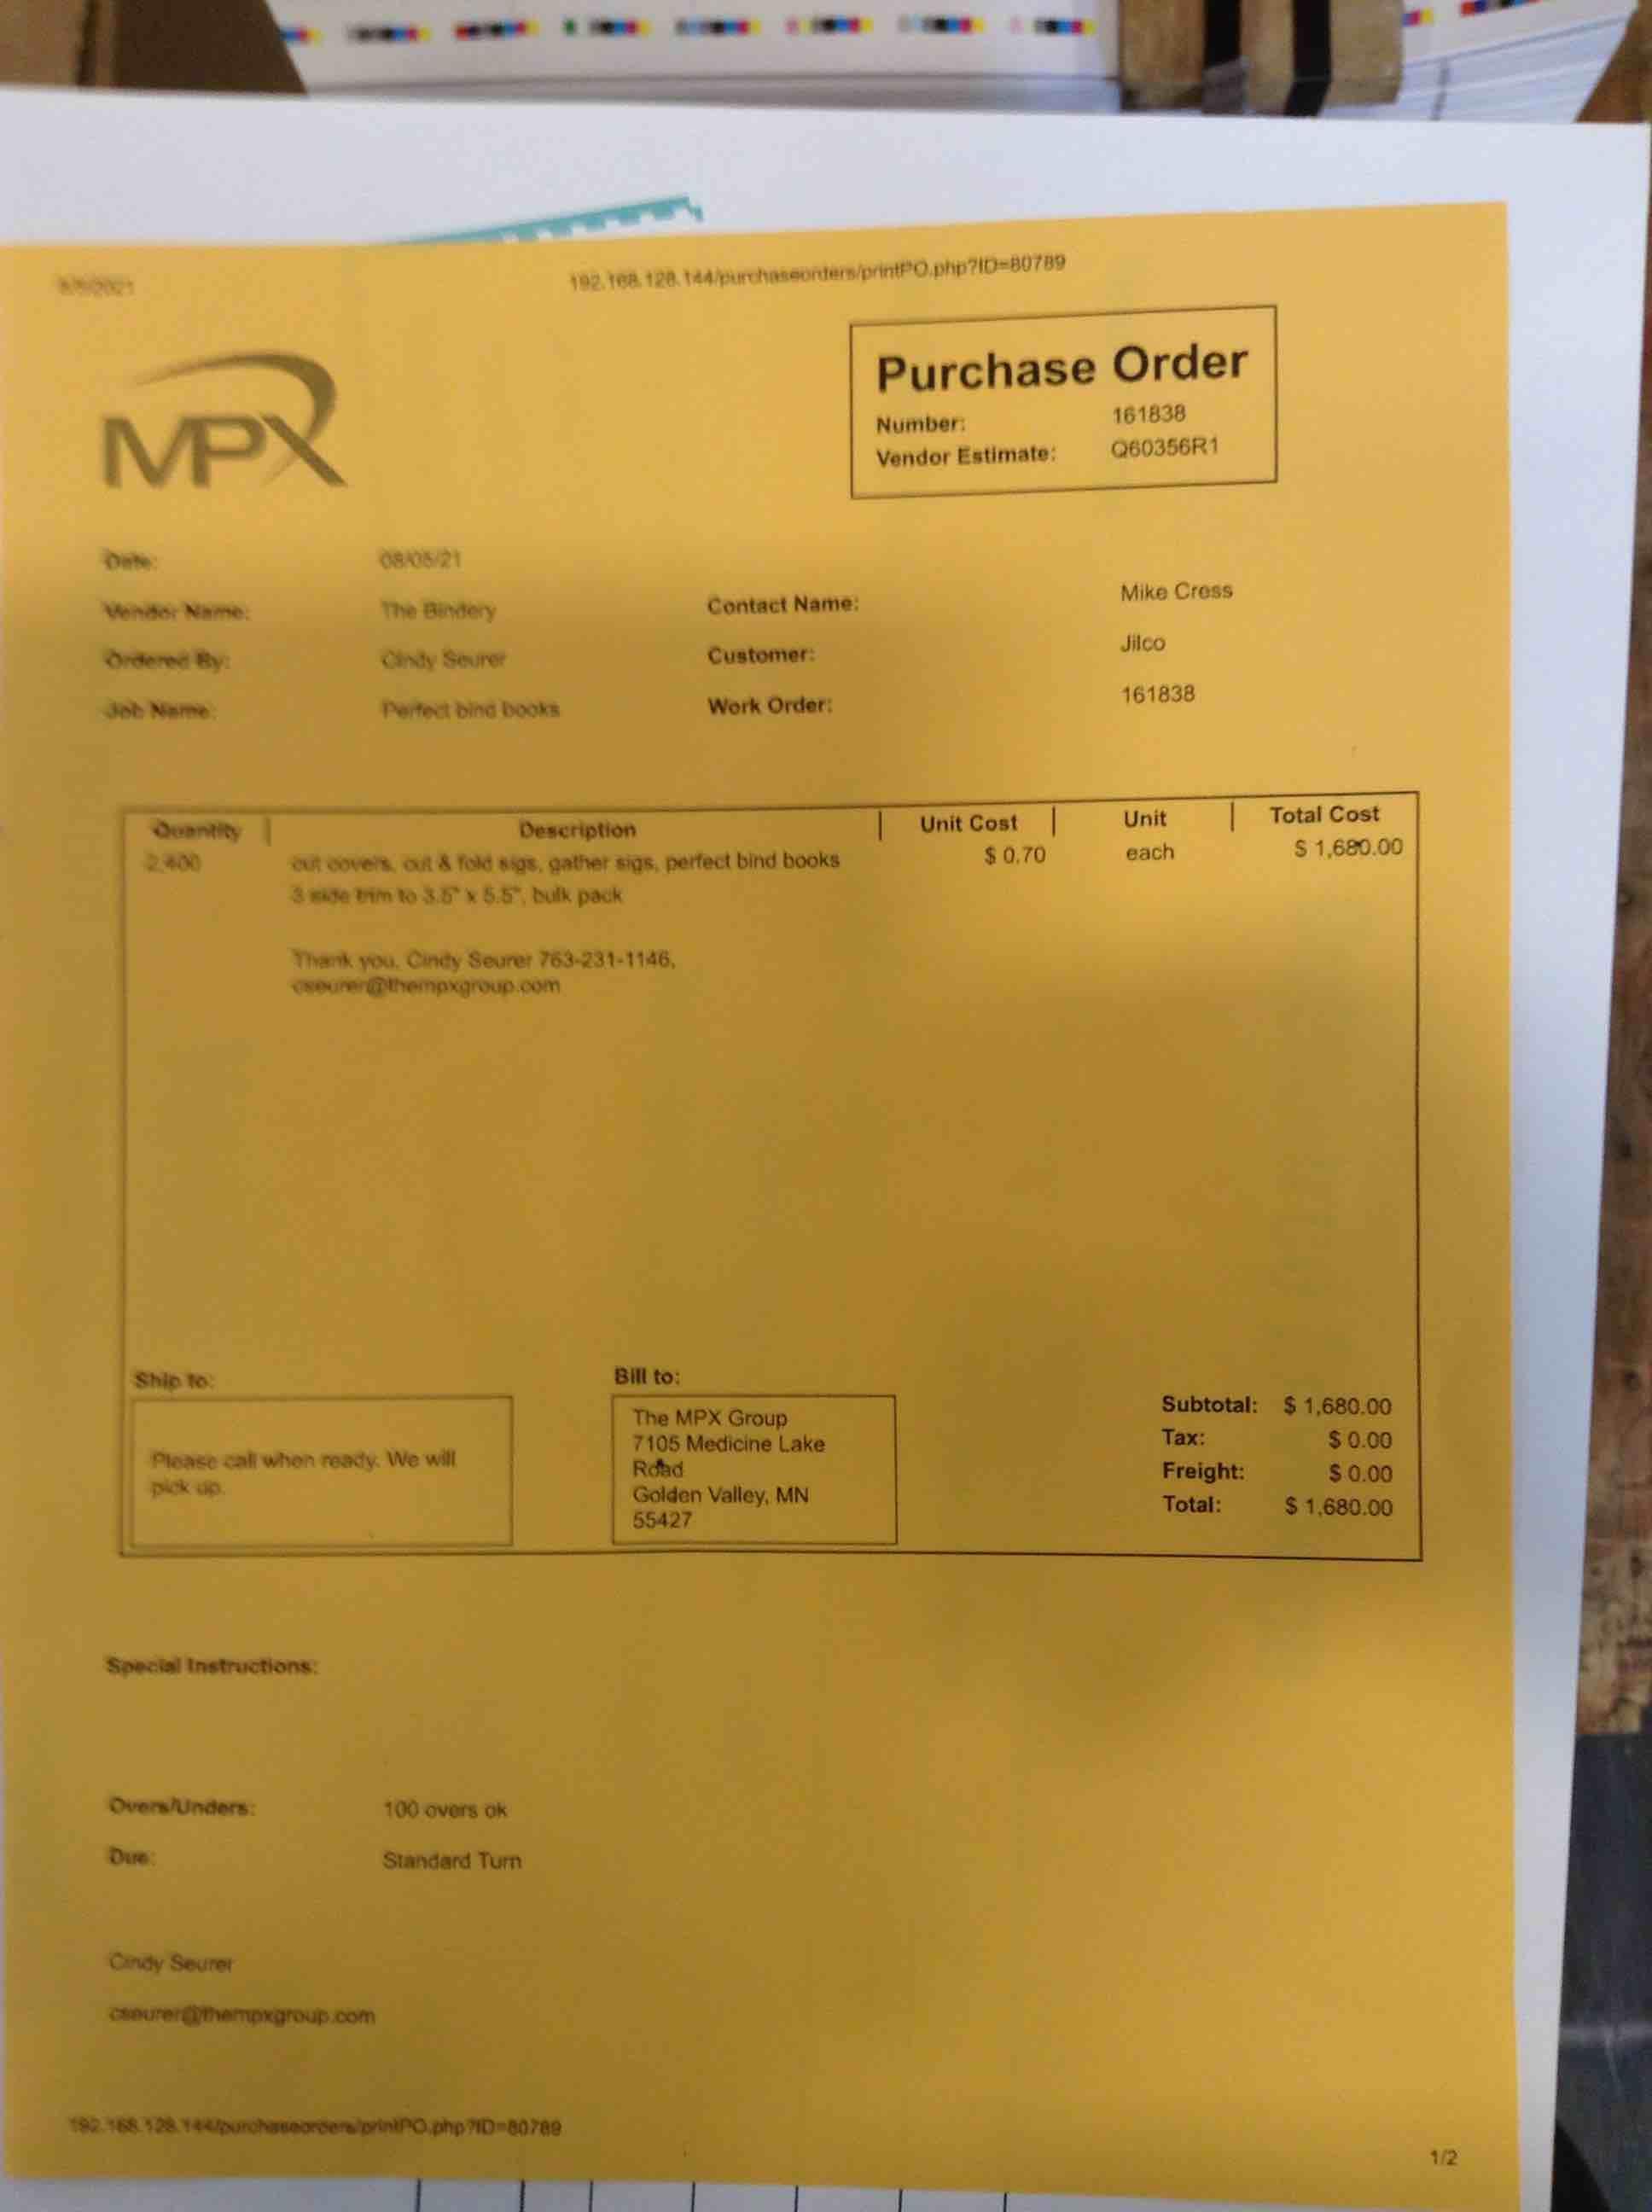 8/5/2021
192.168.128.144/purchaseorders/printPO.php?ID=80789
MPX
Purchase Order
Number: 161838
Vendor Estimate: Q60356R1
Date: 08/05/21
Vendor Name: The Bindery
Contact Name: Mike Cress
Ordered By: Cindy Seurer
Customer: Jilco
Job Name: Perfect bind books
Work Order: 161838
Quantity | Description | Unit Cost | Unit | Total Cost
2,400 cut covers, cut & fold sigs, gather sigs, perfect bind books $ 0.70 each $ 1,680.00
3 side trim to 3.5" x 5.5", bulk pack
Thank you, Cindy Seurer 763-231-1146,
cseurer@thempxgroup.com
Ship to:
Please call when ready. We will
pick up.
Bill to:
The MPX Group
7105 Medicine Lake
Road
Golden Valley, MN
55427
Subtotal: $ 1,680.00
Tax: $ 0.00
Freight: $ 0.00
Total: $ 1,680.00
Special Instructions:
Overs/Unders: 100 overs ok
Due: Standard Turn
Cindy Seurer
cseurer@thempxgroup.com
192.168.128.144/purchaseorders/printPO.php?ID=80789
1/2